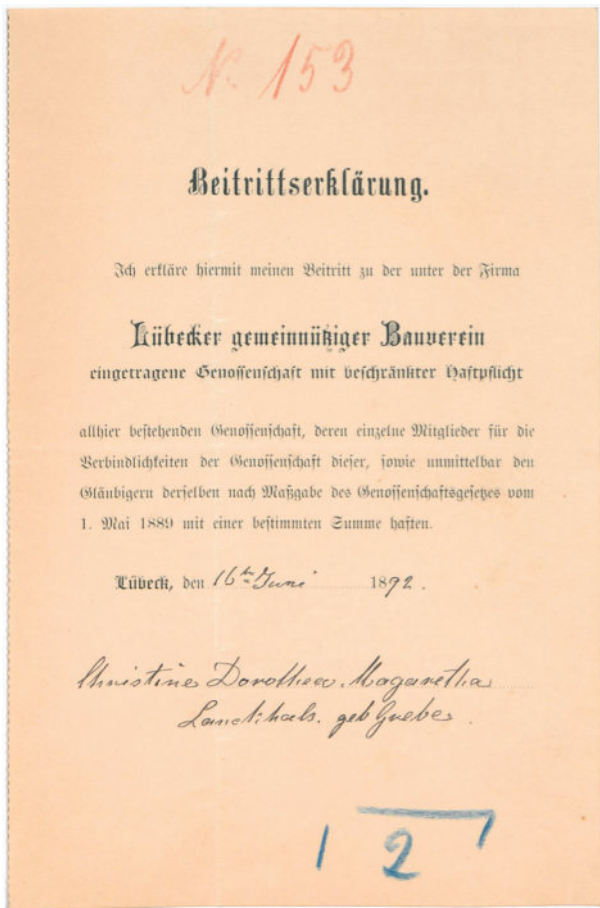 N. 153
Beitrittserklärung.
Ich erkläre hiermit meinen Beitritt zu der unter der Firma
Lübecker gemeinnütziger Bauverein
eingetragene Genossenschaft mit beschränkter Haftpflicht
allhier bestehenden Genossenschaft, deren einzelne Mitglieder für die
Verbindlichkeiten der Genossenschaft dieser, sowie unmittelbar den
Gläubigern derselben nach Maßgabe des Genossenschaftsgesetzes vom
1. Mai 1889 mit einer bestimmten Summe haften.
Lübeck, den 16ten Juni 1892.
Christine Dorothea Magaretha
geb
1 2